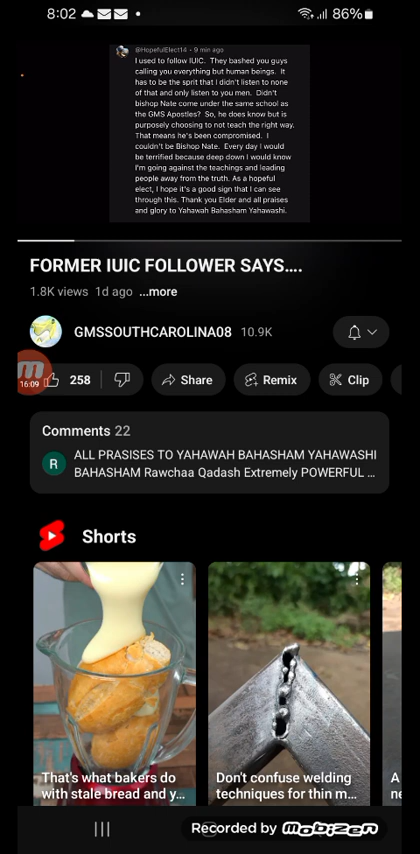 8:02
86%
@HopefulElect14 • 9 min ago
I used to follow IUIC. They bashed you guys
calling you everything but human beings. It
has to be the sprit that I didn't listen to none
of that and only listen to you men. Didn't
bishop Nate come under the same school as
the GMS Apostles? So, he does know but is
purposely choosing to not teach the right way.
That means he's been compromised. I
couldn't be Bishop Nate. Every day I would
be terrified because deep down I would know
I'm going against the teachings and leading
people away from the truth. As a hopeful
elect, I hope it's a good sign that I can see
through this. Thank you Elder and all praises
and glory to Yahawah Bahasham Yahawashi.
FORMER IUIC FOLLOWER SAYS....
1.8K views 1d ago ...more
GMSSOUTHCAROLINA08 10.9K
16:09
258
Share
Remix
Clip
Comments 22
R
ALL PRASISES TO YAHAWAH BAHASHAM YAHAWASHI
BAHASHAM Rawchaa Qadash Extremely POWERFUL ...
Shorts
That's what bakers do
with stale bread and y...
Don't confuse welding
techniques for thin m...
A
ne
Recorded by Mobizen